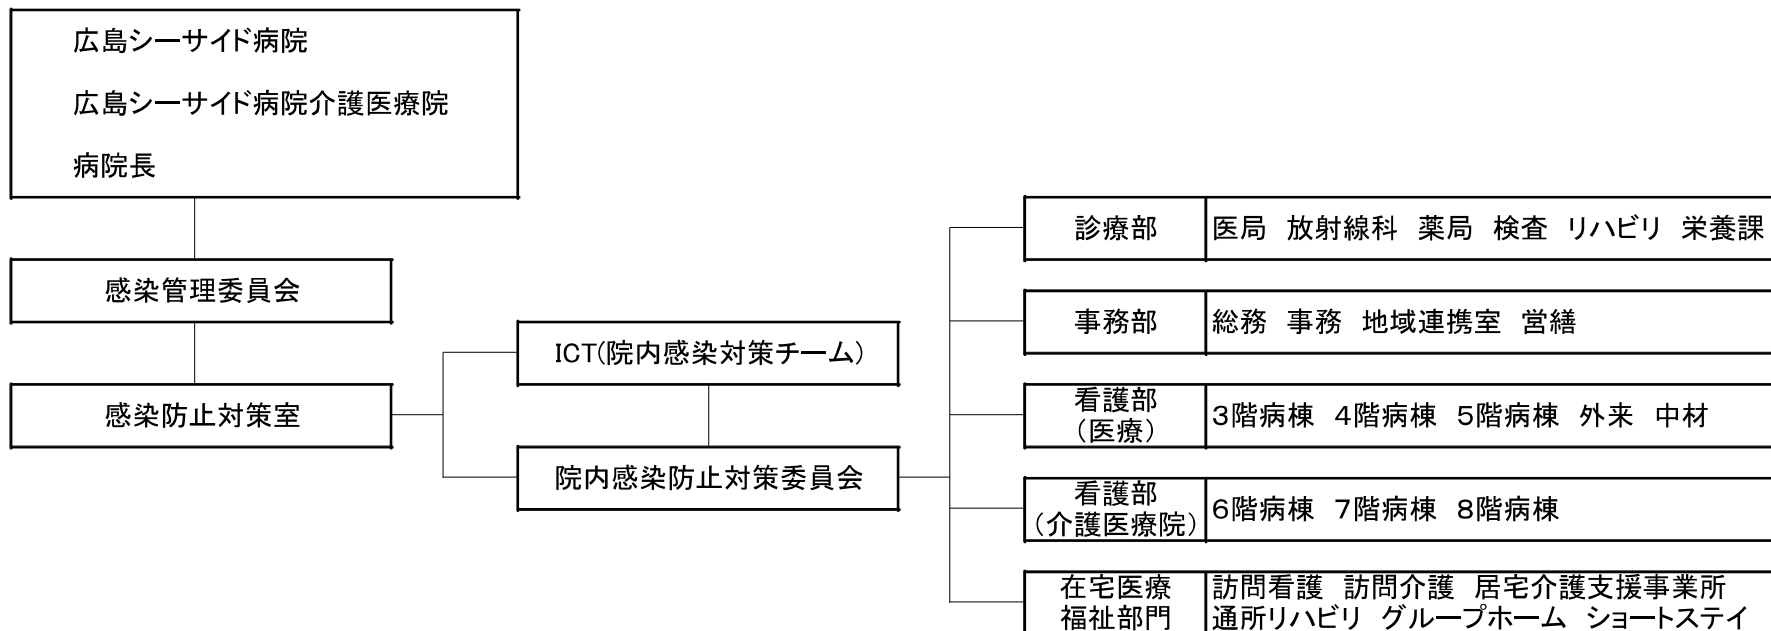 広島シーサイド病院
広島シーサイド病院介護医療院
病院長
感染管理委員会
感染防止対策室
ICT(院内感染対策チーム)
院内感染防止対策委員会
診療部 医局 放射線科 薬局 検査 リハビリ 栄養課
事務部 総務 事務 地域連携室 営繕
看護部
(医療)
3階病棟 4階病棟 5階病棟 外来 中材
看護部
(介護医療院)
6階病棟 7階病棟 8階病棟
在宅医療
福祉部門
訪問看護 訪問介護 居宅介護支援事業所
通所リハビリ グループホーム ショートステイ